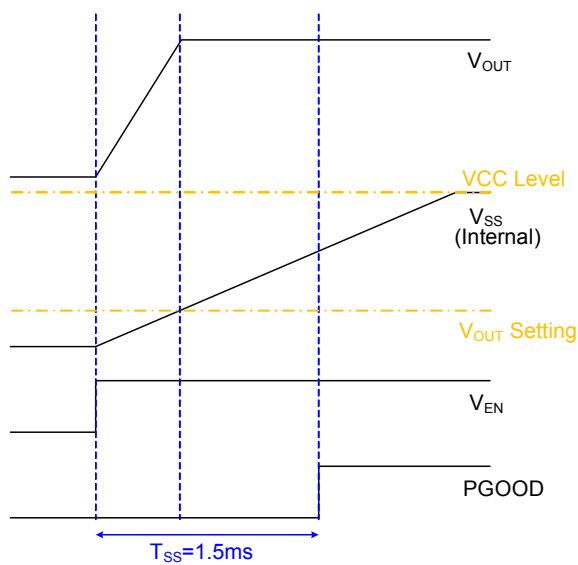 VOUT
VCC Level
VSS
(Internal)
VOUT Setting
VEN
PGOOD
TSS=1.5ms